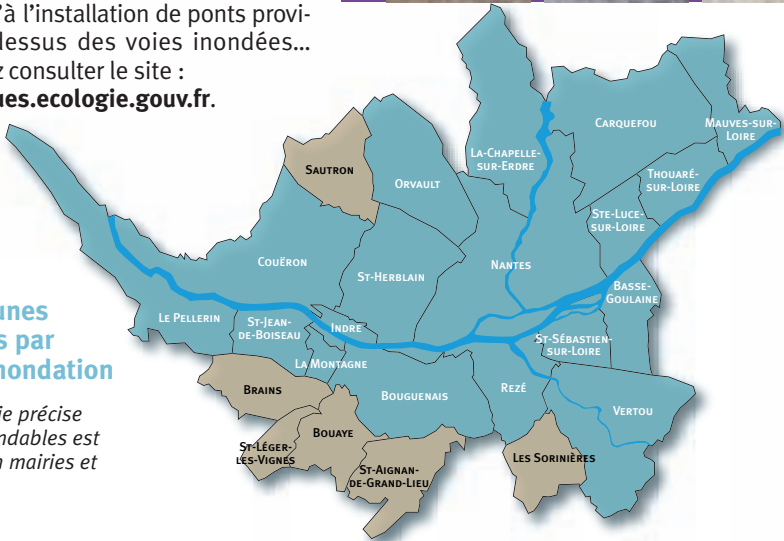 ’à l’installation de ponts provi-
dessus des voies inondées...
z consulter le site :
ues.ecologie.gouv.fr.
CARQUEFOU
MAUVES-SUR-
LOIRE
LA-CHAPELLE-
SUR-ERDRE
SAUTRON
ORVAULT
THOUARÉ-
SUR-LOIRE
STE-LUCE-
SUR-LOIRE
COUËRON
ST-HERBLAIN
NANTES
BASSE-
GOULAINE
LE PELLERIN
ST-JEAN-
DE-BOISEAU
INDRE
ST-SÉBASTIEN-
SUR-LOIRE
LA MONTAGNE
unes
s par
nondation
BRAINS
BOUGUENAIS
REZÉ
VERTOU
ie précise
ndables est
n mairies et
ST-LÉGER-
LES-VIGNES
BOUAYE
ST-AIGNAN-
DE-GRAND-LIEU
LES SORINIÈRES